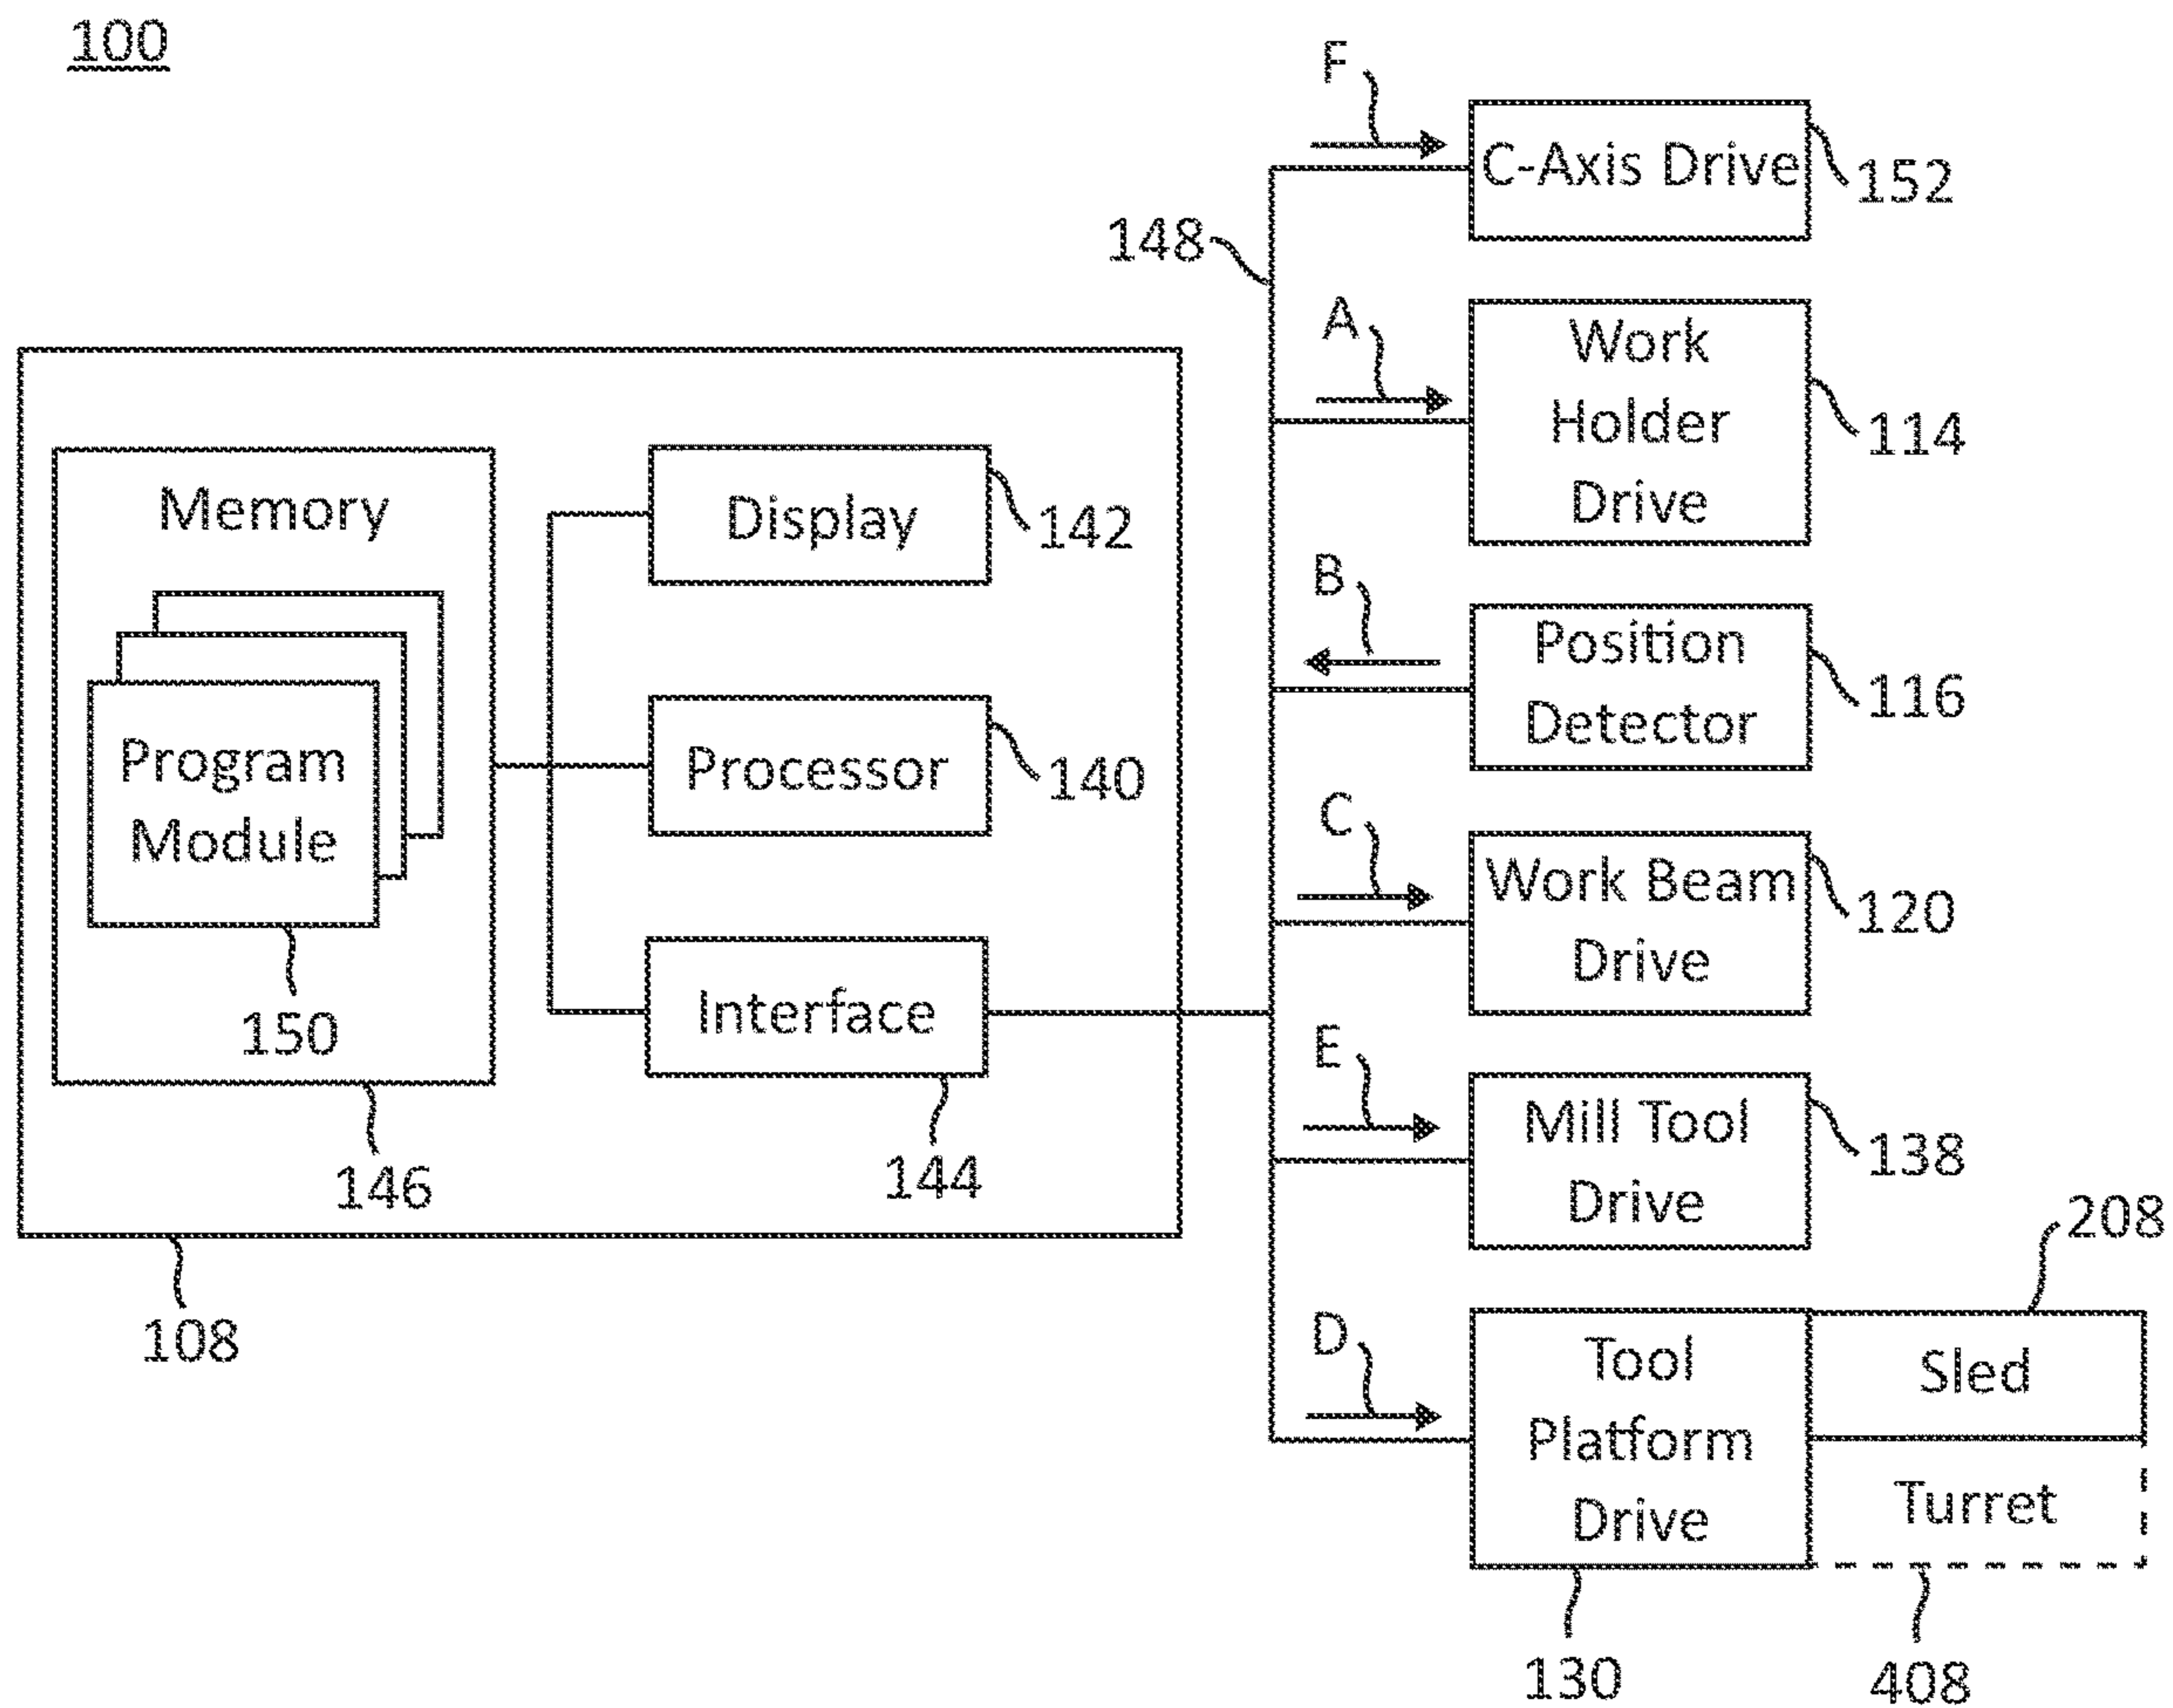 100
F
C-Axis Drive
152
148
A
Work
Holder
Drive
114
Memory
Display
142
B
Position
Detector
116
Program
Module
Processor
140
C
Work Beam
Drive
120
150
Interface
E
Mill Tool
Drive
138
146
144
208
108
D
Tool
Platform
Drive
Sled
Turret
130
408